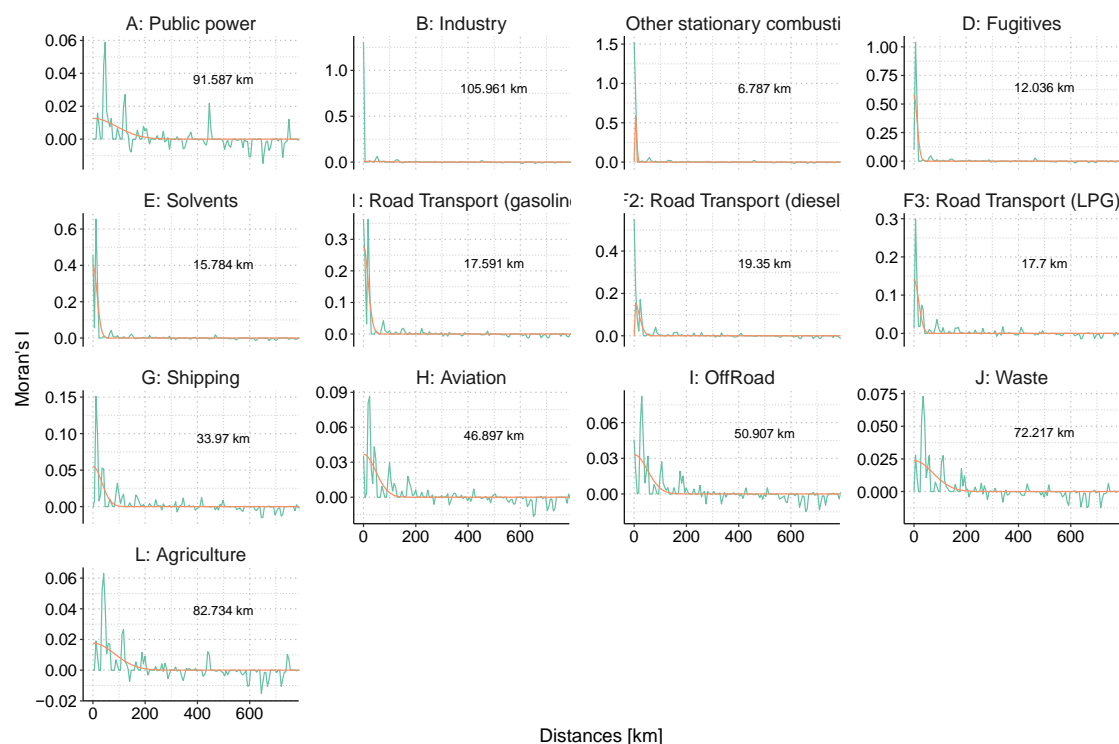 A: Public power
B: Industry
Other stationary combusti
D: Fugitives
0.06
0.04
0.02
0.00
91.587 km
1.0
0.5
0.0
105.961 km
1.5
1.0
0.5
0.0
6.787 km
1.00
0.75
0.50
0.25
0.00
12.036 km
E: Solvents
I: Road Transport (gasolin
F2: Road Transport (diesel
F3: Road Transport (LPG)
0.6
0.4
0.2
0.0
15.784 km
0.3
0.2
0.1
0.0
17.591 km
0.4
0.2
0.0
19.35 km
0.3
0.2
0.1
0.0
17.7 km
Moran's I
G: Shipping
H: Aviation
I: OffRoad
J: Waste
0.15
0.10
0.05
0.00
33.97 km
0.09
0.06
0.03
0.00
46.897 km
0 200 400 600
0.06
0.03
0.00
50.907 km
0 200 400 600
0.075
0.050
0.025
0.000
72.217 km
0 200 400 600
L: Agriculture
0.06
0.04
0.02
0.00
−0.02
82.734 km
0 200 400 600
Distances [km]